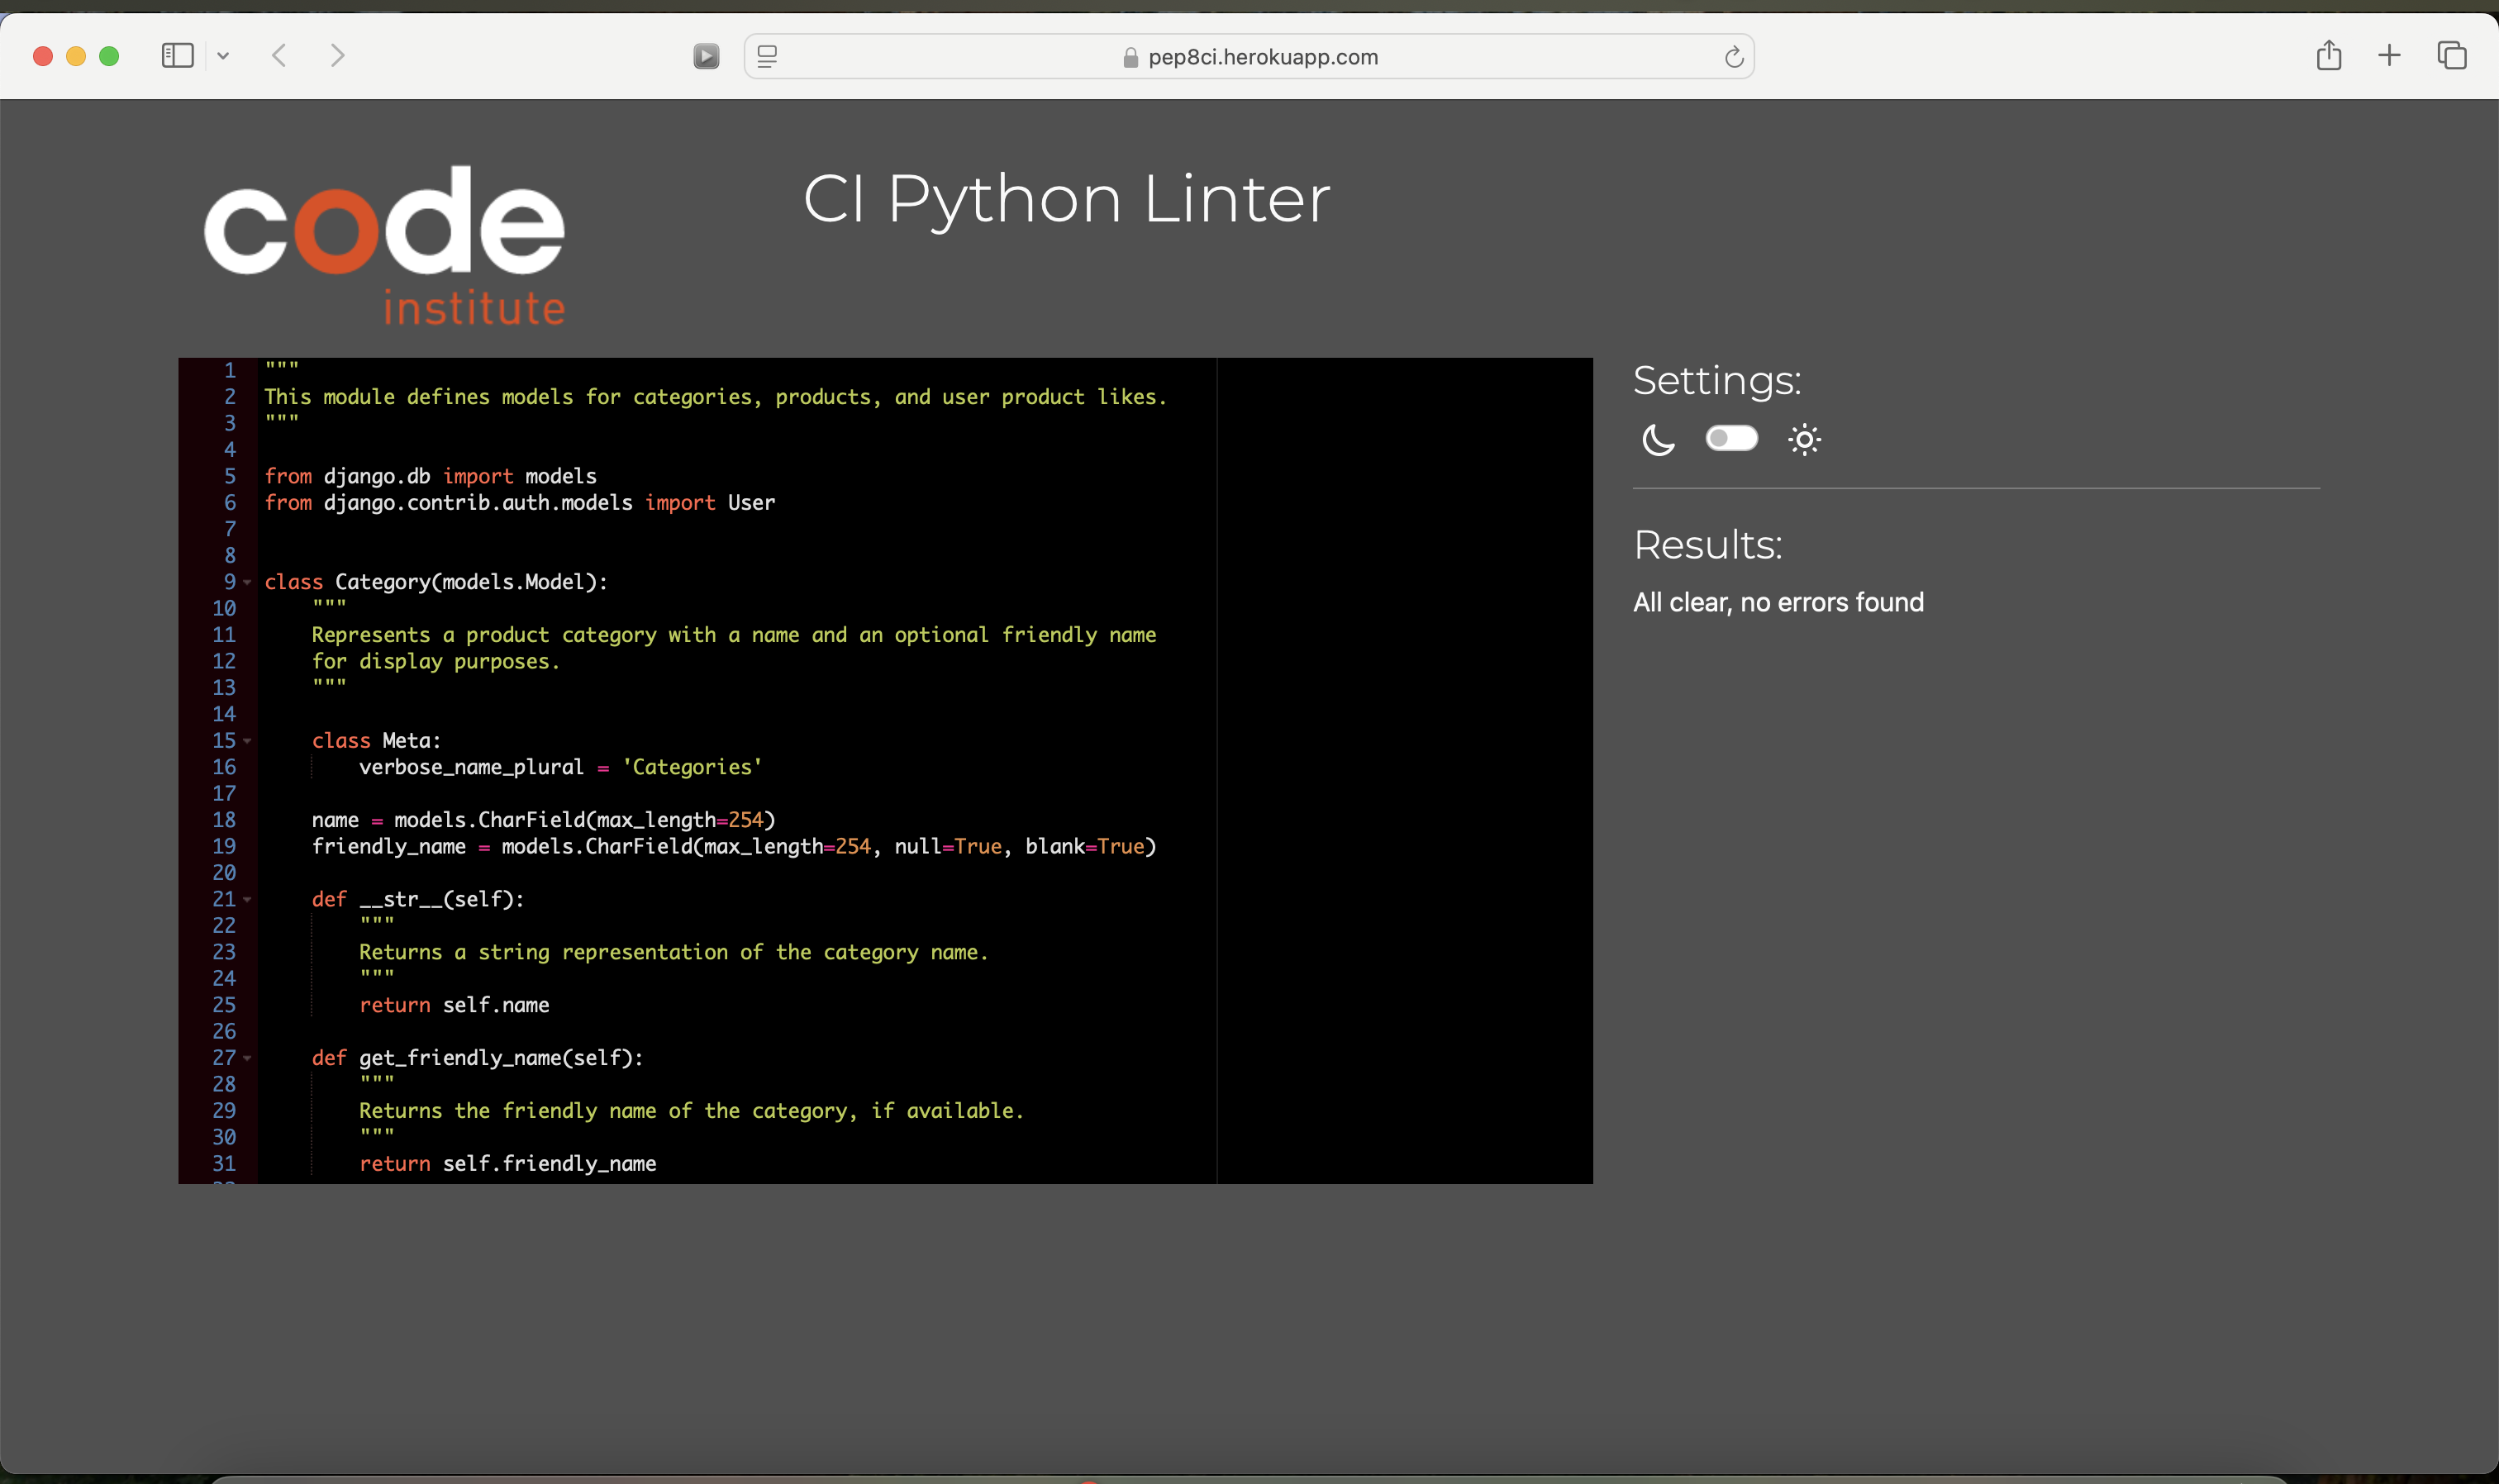 pep8ci.herokuapp.com
code
institute
CI Python Linter
1 """
2 This module defines models for categories, products, and user product likes.
3 """
4
5 from django.db import models
6 from django.contrib.auth.models import User
7
8
9 class Category(models.Model):
10     """
11     Represents a product category with a name and an optional friendly name
12     for display purposes.
13     """
14
15     class Meta:
16         verbose_name_plural = 'Categories'
17
18     name = models.CharField(max_length=254)
19     friendly_name = models.CharField(max_length=254, null=True, blank=True)
20
21     def __str__(self):
22         """
23         Returns a string representation of the category name.
24         """
25         return self.name
26
27     def get_friendly_name(self):
28         """
29         Returns the friendly name of the category, if available.
30         """
31         return self.friendly_name
Settings:
Results:
All clear, no errors found